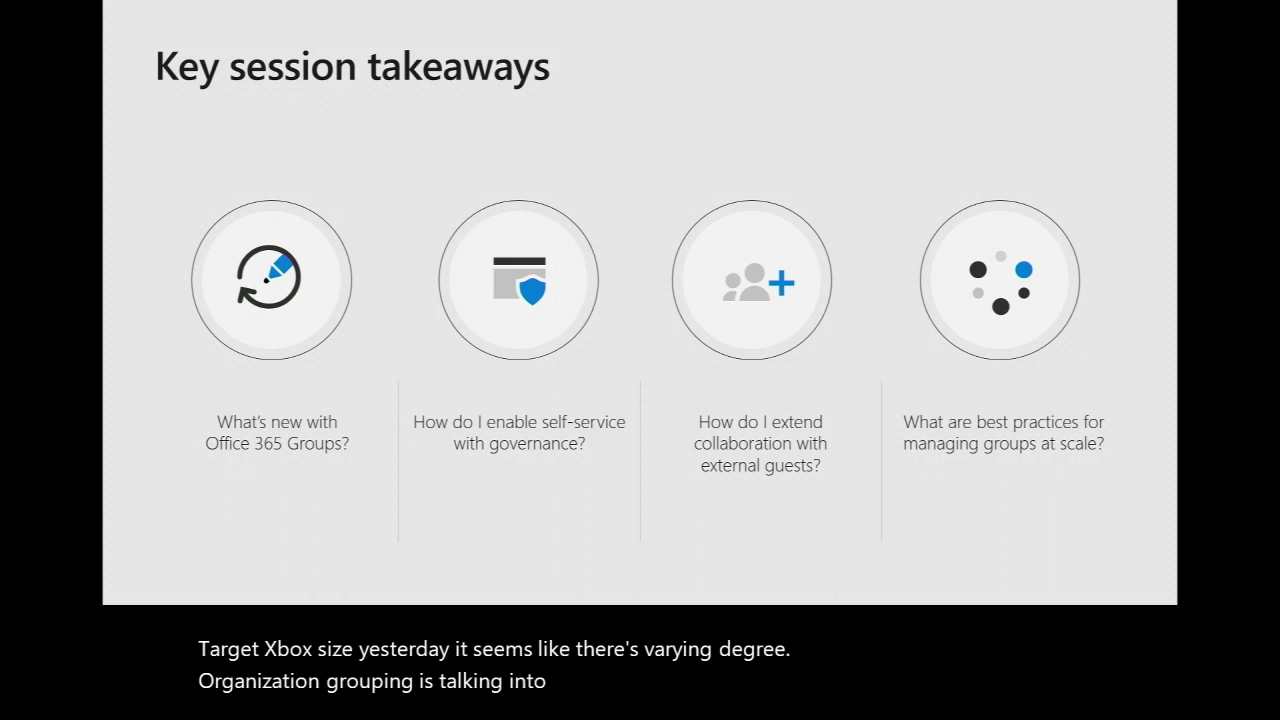 Key session takeaways
What's new with
Office 365 Groups?
How do I enable self-service
with governance?
How do I extend
collaboration with
external guests?
What are best practices for
managing groups at scale?
Target Xbox size yesterday it seems like there's varying degree.
Organization grouping is talking into